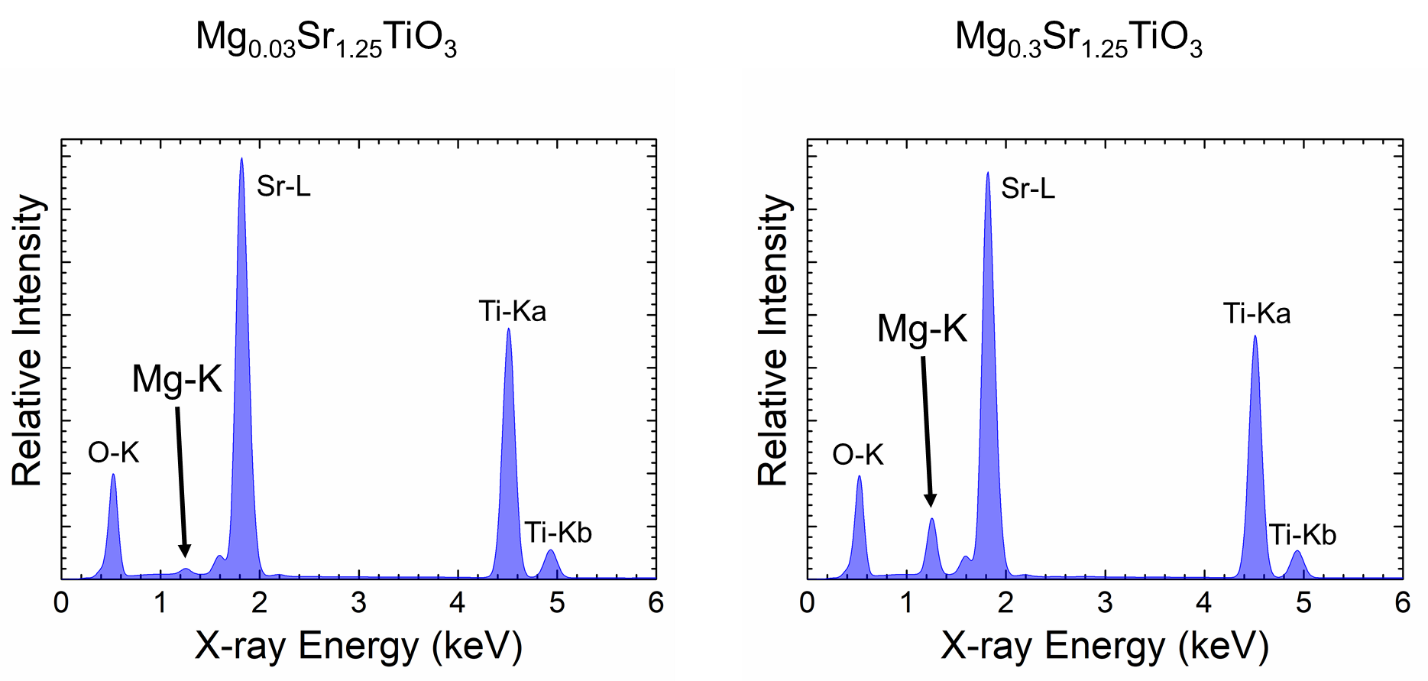 Mg₀.₀₃Sr₁.₂₅TiO₃
Relative Intensity
O-K
Mg-K
Sr-L
Ti-Ka
Ti-Kb
0 1 2 3 4 5 6
X-ray Energy (keV)
Mg₀.₃Sr₁.₂₅TiO₃
Relative Intensity
O-K
Mg-K
Sr-L
Ti-Ka
Ti-Kb
0 1 2 3 4 5 6
X-ray Energy (keV)